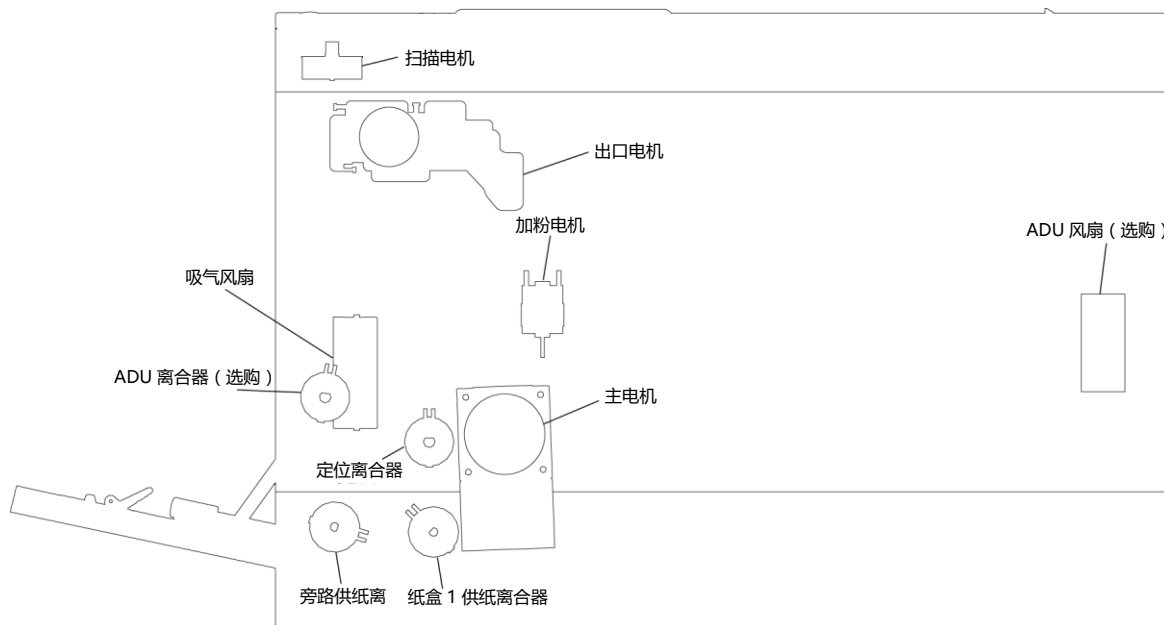 扫描电机
出口电机
加粉电机
ADU 风扇（选购）
吸气风扇
ADU 离合器（选购）
主电机
定位离合器
旁路供纸离
纸盒 1 供纸离合器